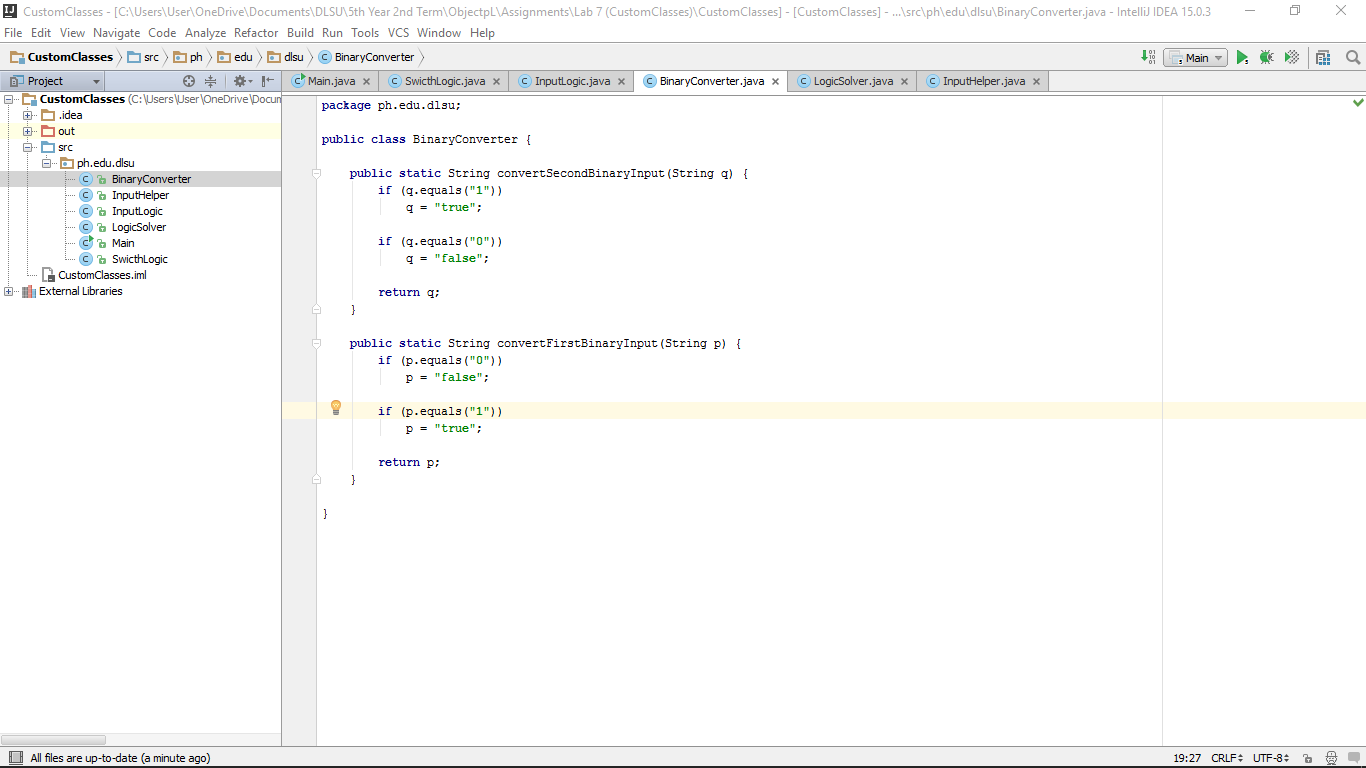 CustomClasses - [C:\Users\User\OneDrive\Documents\DLSU\5th Year 2nd Term\ObjectpL\Assignments\Lab 7 (CustomClasses)\CustomClasses] - [CustomClasses] - ...\src\ph\edu\dlsu\BinaryConverter.java - IntelliJ IDEA 15.0.3
File Edit View Navigate Code Analyze Refactor Build Run Tools VCS Window Help
CustomClasses src ph edu dlsu BinaryConverter Main
Project Main.java SwicthLogic.java InputLogic.java BinaryConverter.java LogicSolver.java InputHelper.java
CustomClasses (C:\Users\User\OneDrive\Docum
.idea
out
src
ph.edu.dlsu
BinaryConverter
InputHelper
InputLogic
LogicSolver
Main
SwicthLogic
CustomClasses.iml
External Libraries
package ph.edu.dlsu;
public class BinaryConverter {
public static String convertSecondBinaryInput(String q) {
if (q.equals("1"))
q = "true";
if (q.equals("0"))
q = "false";
return q;
}
public static String convertFirstBinaryInput(String p) {
if (p.equals("0"))
p = "false";
if (p.equals("1"))
p = "true";
return p;
}
}
All files are up-to-date (a minute ago) 19:27 CRLF UTF-8